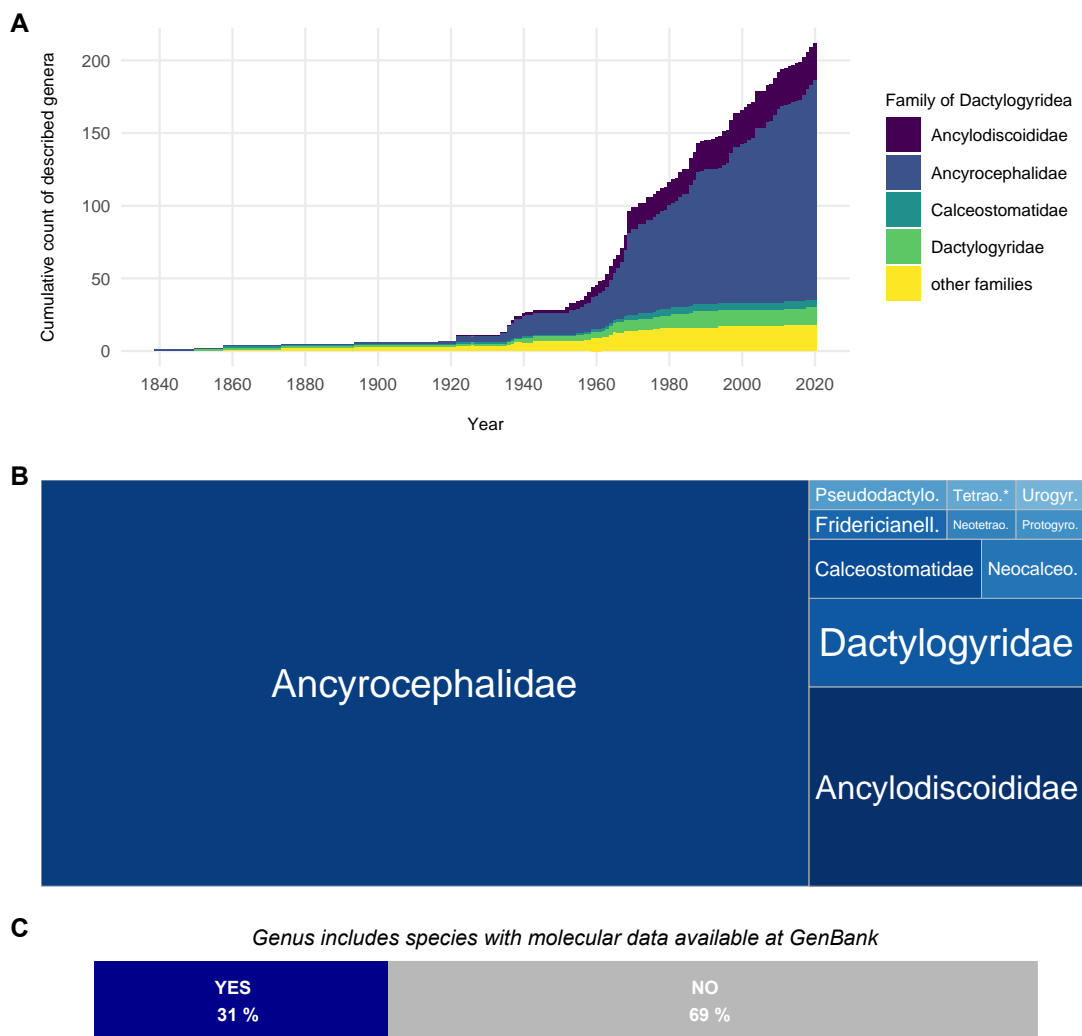 A
Cumulative count of described genera
200
150
100
50
0
1840 1860 1880 1900 1920 1940 1960 1980 2000 2020
Year
Family of Dactylogyridea
Ancylodiscoididae
Ancyrocephalidae
Calceostomatidae
Dactylogyridae
other families
B
Ancyrocephalidae
Pseudodactylo. Tetrao.* Urogyr.
Fridericianell. Neotetrao. Protogyro.
Calceostomatidae Neocalceo.
Dactylogyridae
Ancylodiscoididae
C
Genus includes species with molecular data available at GenBank
YES NO
31 % 69 %